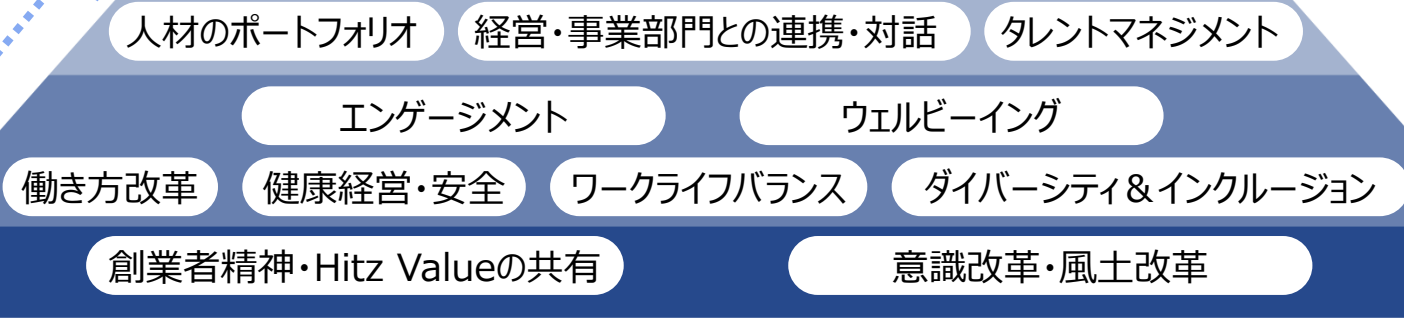 人材のポートフォリオ 経営・事業部門との連携・対話 タレントマネジメント
エンゲージメント ウェルビーイング
働き方改革 健康経営・安全 ワークライフバランス ダイバーシティ＆インクルージョン
創業者精神・Hitz Valueの共有 意識改革・風土改革